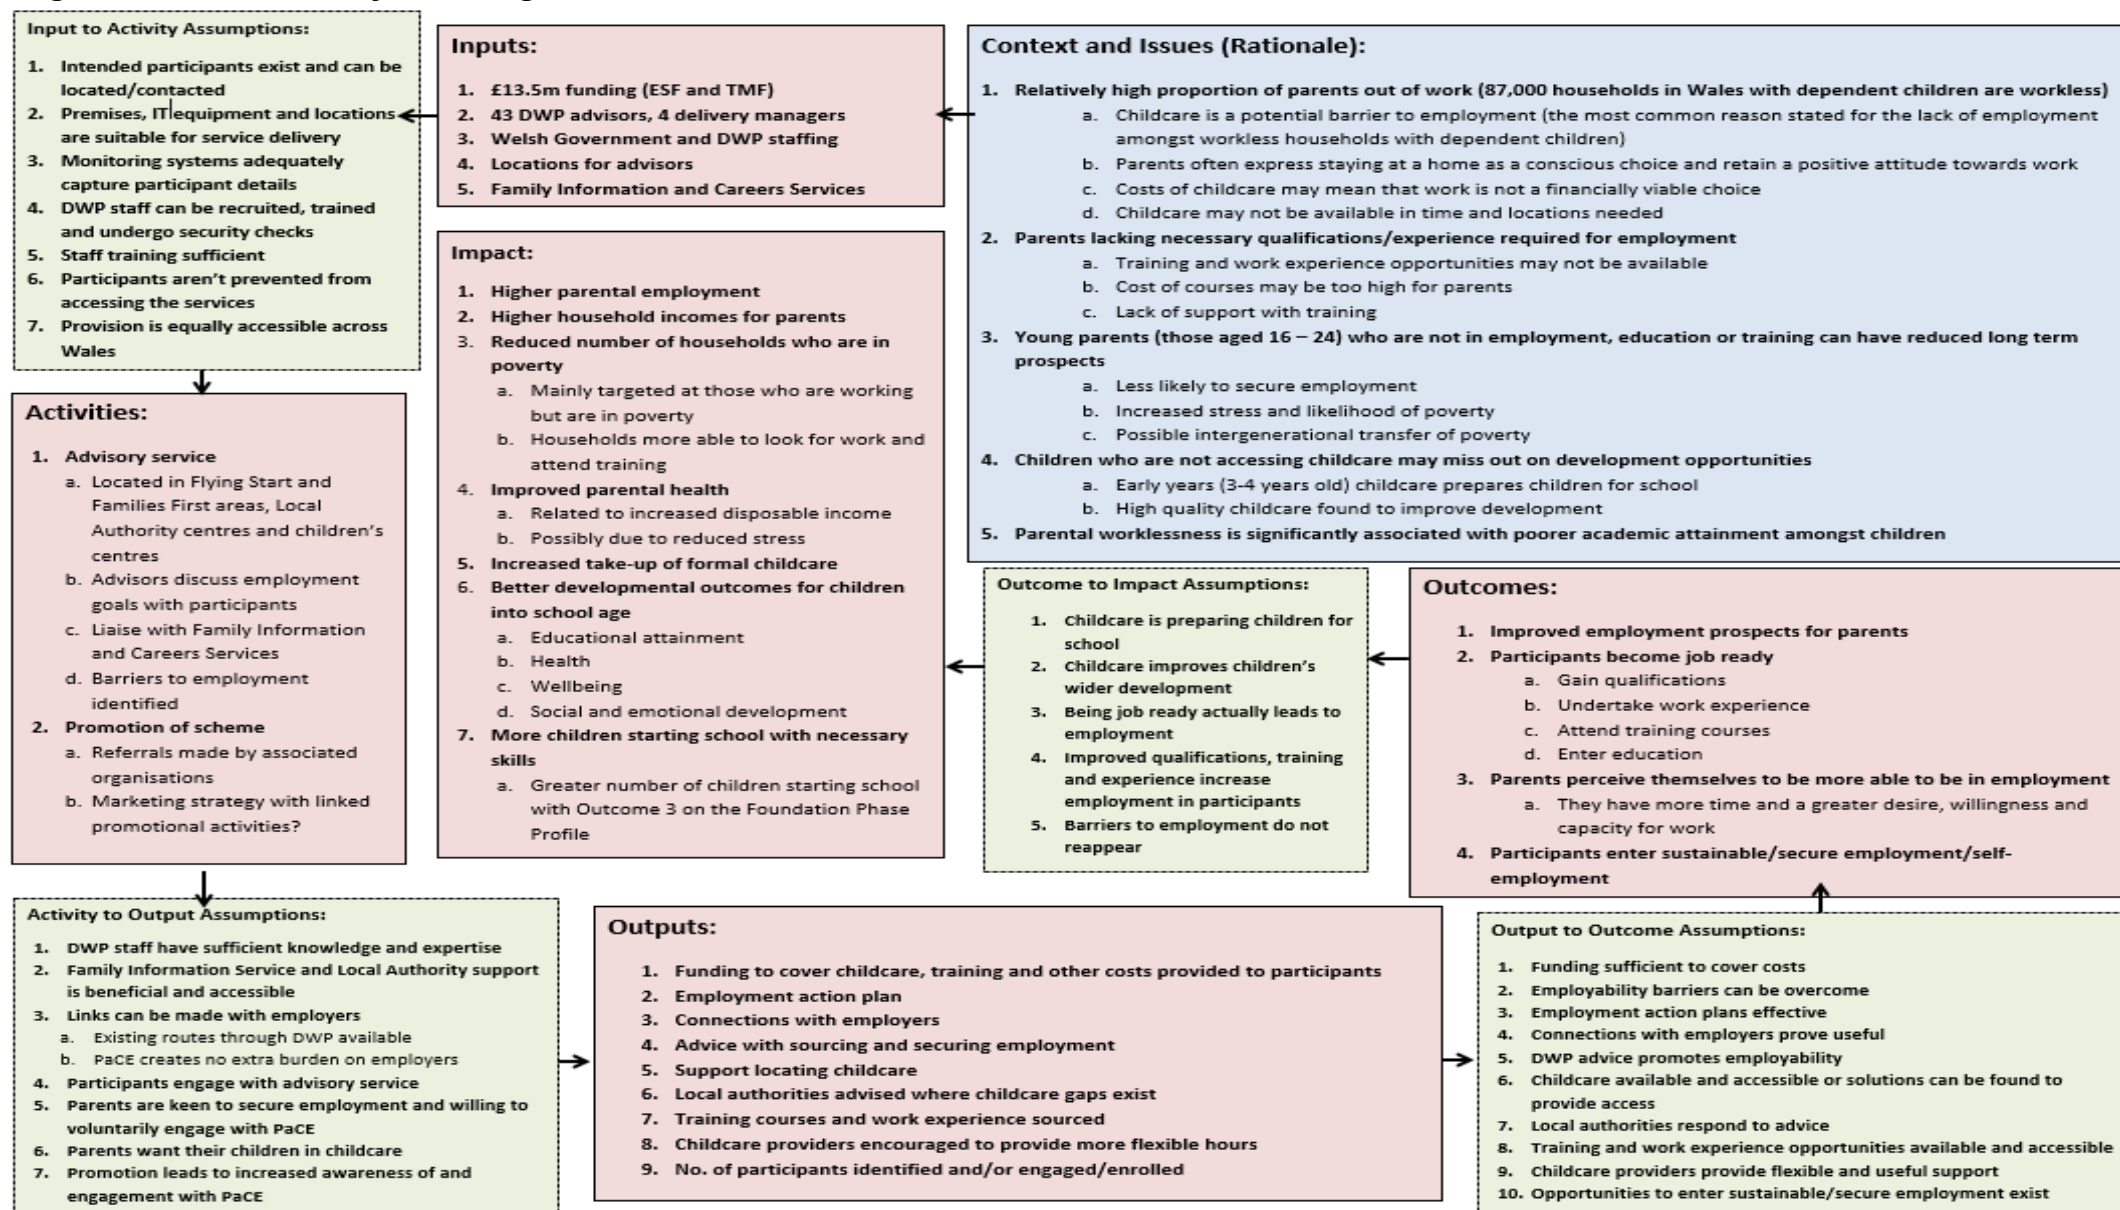 Input to Activity Assumptions:
1. Intended participants exist and can be
located/contacted
2. Premises, IT equipment and locations
are suitable for service delivery
3. Monitoring systems adequately
capture participant details
4. DWP staff can be recruited, trained
and undergo security checks
5. Staff training sufficient
6. Participants aren't prevented from
accessing the services
7. Provision is equally accessible across
Wales
Inputs:
1. £13.5m funding (ESF and TMF)
2. 43 DWP advisors, 4 delivery managers
3. Welsh Government and DWP staffing
4. Locations for advisors
5. Family Information and Careers Services
Context and Issues (Rationale):
1. Relatively high proportion of parents out of work (87,000 households in Wales with dependent children are workless)
a. Childcare is a potential barrier to employment (the most common reason stated for the lack of employment
amongst workless households with dependent children)
b. Parents often express staying at a home as a conscious choice and retain a positive attitude towards work
c. Costs of childcare may mean that work is not a financially viable choice
d. Childcare may not be available in time and locations needed
2. Parents lacking necessary qualifications/experience required for employment
a. Training and work experience opportunities may not be available
b. Cost of courses may be too high for parents
c. Lack of support with training
3. Young parents (those aged 16 – 24) who are not in employment, education or training can have reduced long term
prospects
a. Less likely to secure employment
b. Increased stress and likelihood of poverty
c. Possible intergenerational transfer of poverty
4. Children who are not accessing childcare may miss out on development opportunities
a. Early years (3-4 years old) childcare prepares children for school
b. High quality childcare found to improve development
5. Parental worklessness is significantly associated with poorer academic attainment amongst children
Activities:
1. Advisory service
a. Located in Flying Start and
Families First areas, Local
Authority centres and children's
centres
b. Advisors discuss employment
goals with participants
c. Liaise with Family Information
and Careers Services
d. Barriers to employment
identified
2. Promotion of scheme
a. Referrals made by associated
organisations
b. Marketing strategy with linked
promotional activities?
Impact:
1. Higher parental employment
2. Higher household incomes for parents
3. Reduced number of households who are in
poverty
a. Mainly targeted at those who are working
but are in poverty
b. Households more able to look for work and
attend training
4. Improved parental health
a. Related to increased disposable income
b. Possibly due to reduced stress
5. Increased take-up of formal childcare
6. Better developmental outcomes for children
into school age
a. Educational attainment
b. Health
c. Wellbeing
d. Social and emotional development
7. More children starting school with necessary
skills
a. Greater number of children starting school
with Outcome 3 on the Foundation Phase
Profile
Outcome to Impact Assumptions:
1. Childcare is preparing children for
school
2. Childcare improves children's
wider development
3. Being job ready actually leads to
employment
4. Improved qualifications, training
and experience increase
employment in participants
5. Barriers to employment do not
reappear
Outcomes:
1. Improved employment prospects for parents
2. Participants become job ready
a. Gain qualifications
b. Undertake work experience
c. Attend training courses
d. Enter education
3. Parents perceive themselves to be more able to be in employment
a. They have more time and a greater desire, willingness and
capacity for work
4. Participants enter sustainable/secure employment/self-
employment
Activity to Output Assumptions:
1. DWP staff have sufficient knowledge and expertise
2. Family Information Service and Local Authority support
is beneficial and accessible
3. Links can be made with employers
a. Existing routes through DWP available
b. PaCE creates no extra burden on employers
4. Participants engage with advisory service
5. Parents are keen to secure employment and willing to
voluntarily engage with PaCE
6. Parents want their children in childcare
7. Promotion leads to increased awareness of and
engagement with PaCE
Outputs:
1. Funding to cover childcare, training and other costs provided to participants
2. Employment action plan
3. Connections with employers
4. Advice with sourcing and securing employment
5. Support locating childcare
6. Local authorities advised where childcare gaps exist
7. Training courses and work experience sourced
8. Childcare providers encouraged to provide more flexible hours
9. No. of participants identified and/or engaged/enrolled
Output to Outcome Assumptions:
1. Funding sufficient to cover costs
2. Employability barriers can be overcome
3. Employment action plans effective
4. Connections with employers prove useful
5. DWP advice promotes employability
6. Childcare available and accessible or solutions can be found to
provide access
7. Local authorities respond to advice
8. Training and work experience opportunities available and accessible
9. Childcare providers provide flexible and useful support
10. Opportunities to enter sustainable/secure employment exist